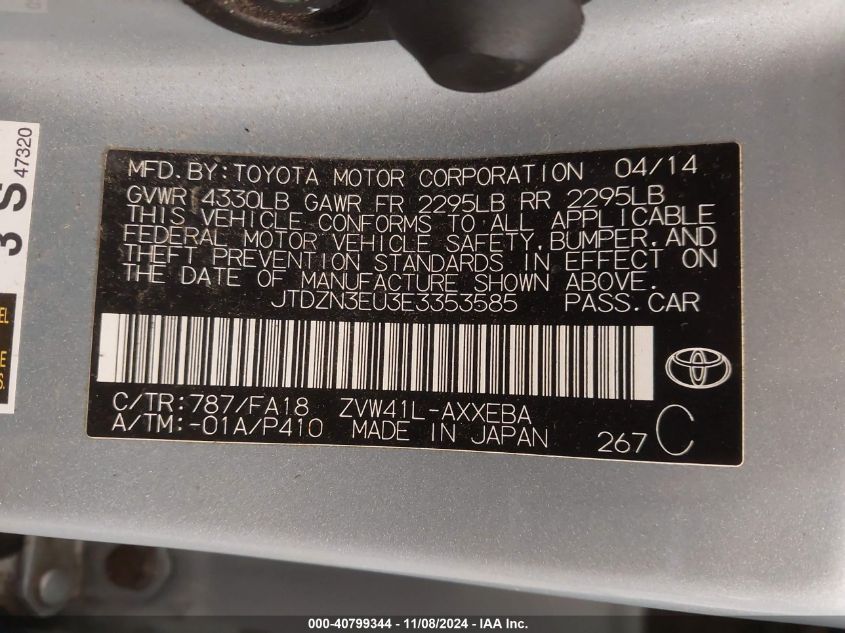 MFD.BY:TOYOTA MOTOR CORPORATION 04/14
GVWR 4330LB GAWR FR 2295LB RR 2295LB
THIS VEHICLE CONFORMS TO ALL APPLICABLE
FEDERAL MOTOR VEHICLE SAFETY,BUMPER,AND
THEFT PREVENTION STANDARDS IN EFFECT ON
THE DATE OF MANUFACTURE SHOWN ABOVE.
JTDZN3EU3E3353585 PASS.CAR
C/TR:787/FA18 ZVW41L-AXXEBA
A/TM:-01A/P410 MADE IN JAPAN 267 C
3 S
47320
000-40799344 - 11/08/2024 - IAA Inc.